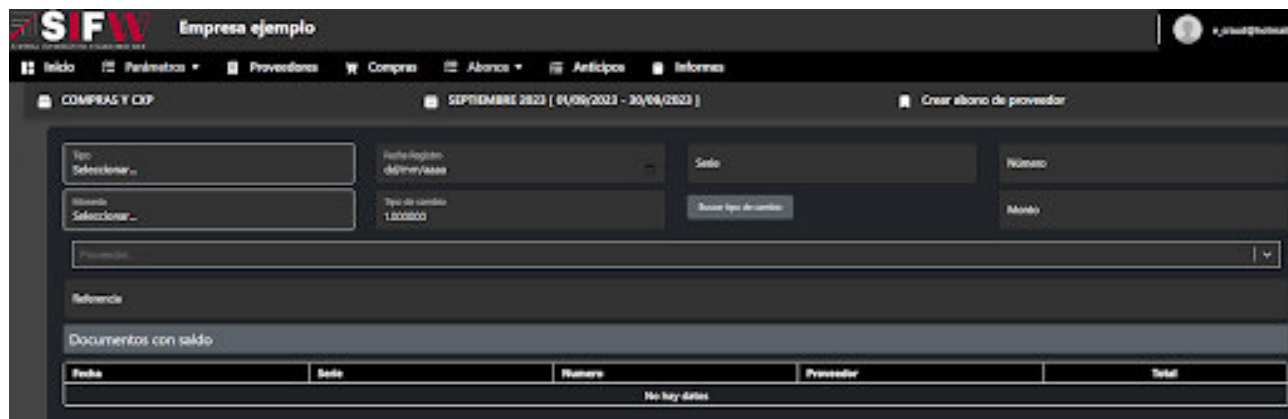 SIFW
Empresa ejemplo
Inicio Parámetros Proveedores Compras Abonos Anticipos Informes
COMPRAS Y CXP SEPTIEMBRE 2023 [ 01/09/2023 - 30/09/2023 ] Crear abono de proveedor
Tipo Fecha Registro
Seleccionar... dd/mm/aaaa Serie Número
Moneda Tipo de cambio
Seleccionar... 1.000000 Buscar tipo de cambio Monto
Proveedor...
Referencia
Documentos con saldo
Fecha Serie Numero Proveedor Total
No hay datos